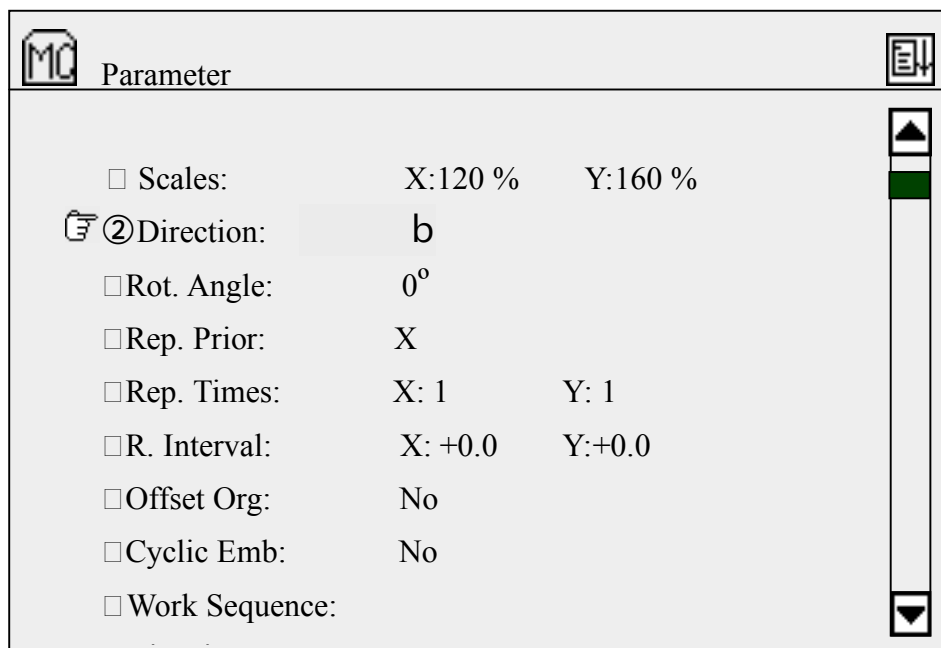 MC Parameter
□ Scales: X:120 % Y:160 %
②Direction: b
□Rot. Angle: 0°
□Rep. Prior: X
□Rep. Times: X: 1 Y: 1
□R. Interval: X: +0.0 Y:+0.0
□Offset Org: No
□Cyclic Emb: No
□Work Sequence: